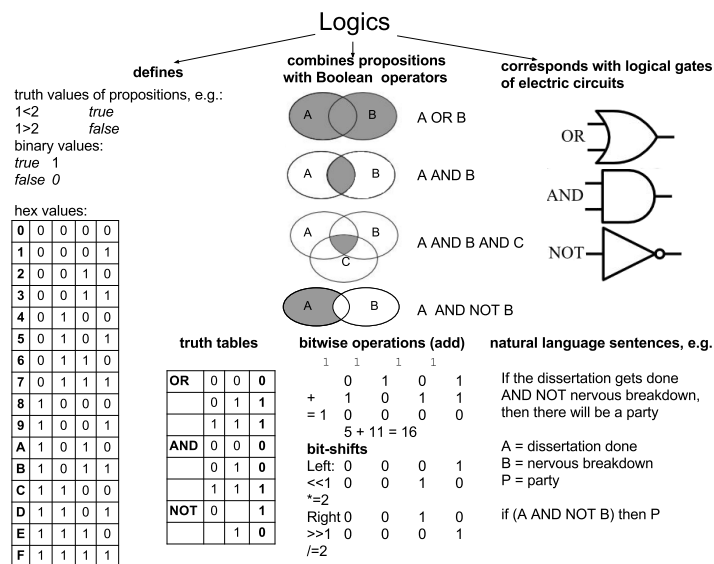 Logics
defines
truth values of propositions, e.g.:
1<2 true
1>2 false
binary values:
true 1
false 0
hex values:
0 0 0 0 0
1 0 0 0 1
2 0 0 1 0
3 0 0 1 1
4 0 1 0 0
5 0 1 0 1
6 0 1 1 0
7 0 1 1 1
8 1 0 0 0
9 1 0 0 1
A 1 0 1 0
B 1 0 1 1
C 1 1 0 0
D 1 1 0 1
E 1 1 1 0
F 1 1 1 1
combines propositions
with Boolean operators
A B A OR B
A B A AND B
A B C A AND B AND C
A B A AND NOT B
corresponds with logical gates
of electric circuits
OR
AND
NOT
truth tables
OR 0 0 0
0 1 1
1 1 1
AND 0 0 0
0 1 0
1 1 1
NOT 0 1
1 0
bitwise operations (add)
1 1 1 1
0 1 0 1
+ 1 0 1 1
= 1 0 0 0 0
5 + 11 = 16
bit-shifts
Left: 0 0 0 1
<<1 0 0 1 0
*=2
Right 0 0 1 0
>>1 0 0 0 1
/=2
natural language sentences, e.g.
If the dissertation gets done
AND NOT nervous breakdown,
then there will be a party
A = dissertation done
B = nervous breakdown
P = party
if (A AND NOT B) then P